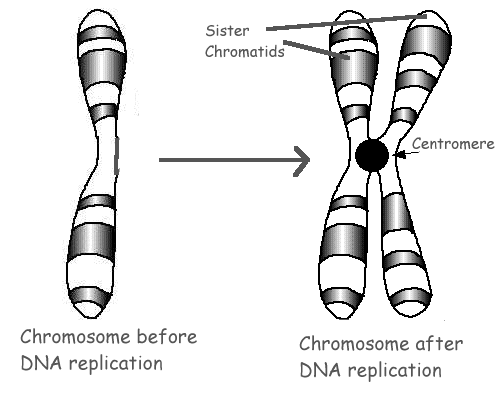 Sister
Chromatids
Centromere
Chromosome before
DNA replication
Chromosome after
DNA replication